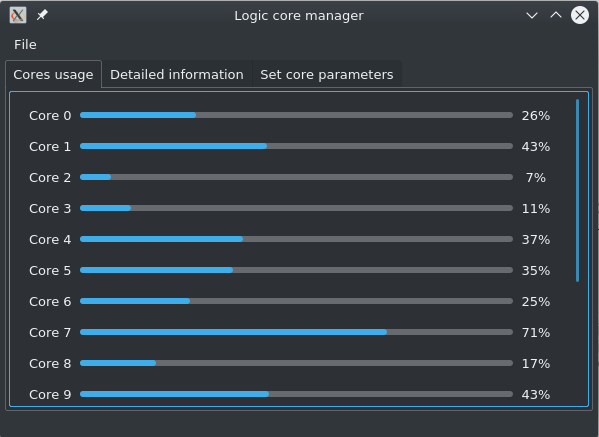 Logic core manager
File
Cores usage Detailed information Set core parameters
Core 0 26%
Core 1 43%
Core 2 7%
Core 3 11%
Core 4 37%
Core 5 35%
Core 6 25%
Core 7 71%
Core 8 17%
Core 9 43%